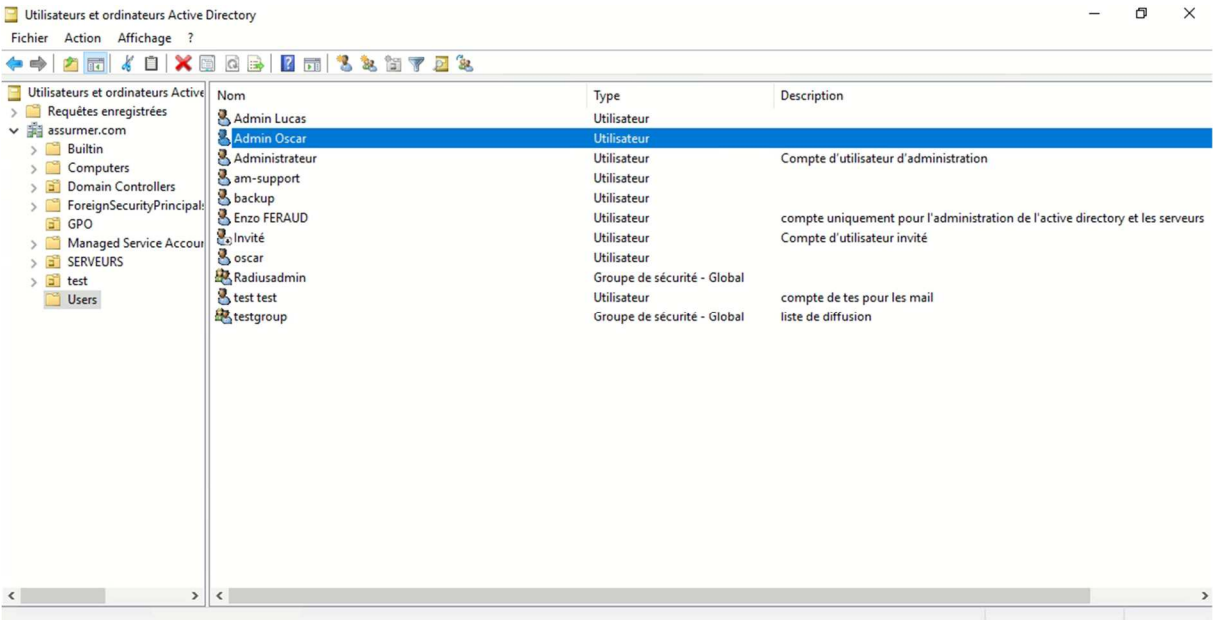 Utilisateurs et ordinateurs Active Directory
Fichier Action Affichage ?
Utilisateurs et ordinateurs Active
Requêtes enregistrées
assurmer.com
Builtin
Computers
Domain Controllers
ForeignSecurityPrincipals
GPO
Managed Service Accour
SERVEURS
test
Users
Nom Type Description
Admin Lucas Utilisateur
Admin Oscar Utilisateur
Administrateur Utilisateur Compte d'utilisateur d'administration
am-support Utilisateur
backup Utilisateur
Enzo FERAUD Utilisateur compte uniquement pour l'administration de l'active directory et les serveurs
Invité Utilisateur Compte d'utilisateur invité
oscar Utilisateur
Radiusadmin Groupe de sécurité - Global
test test Utilisateur compte de tes pour les mail
testgroup Groupe de sécurité - Global liste de diffusion